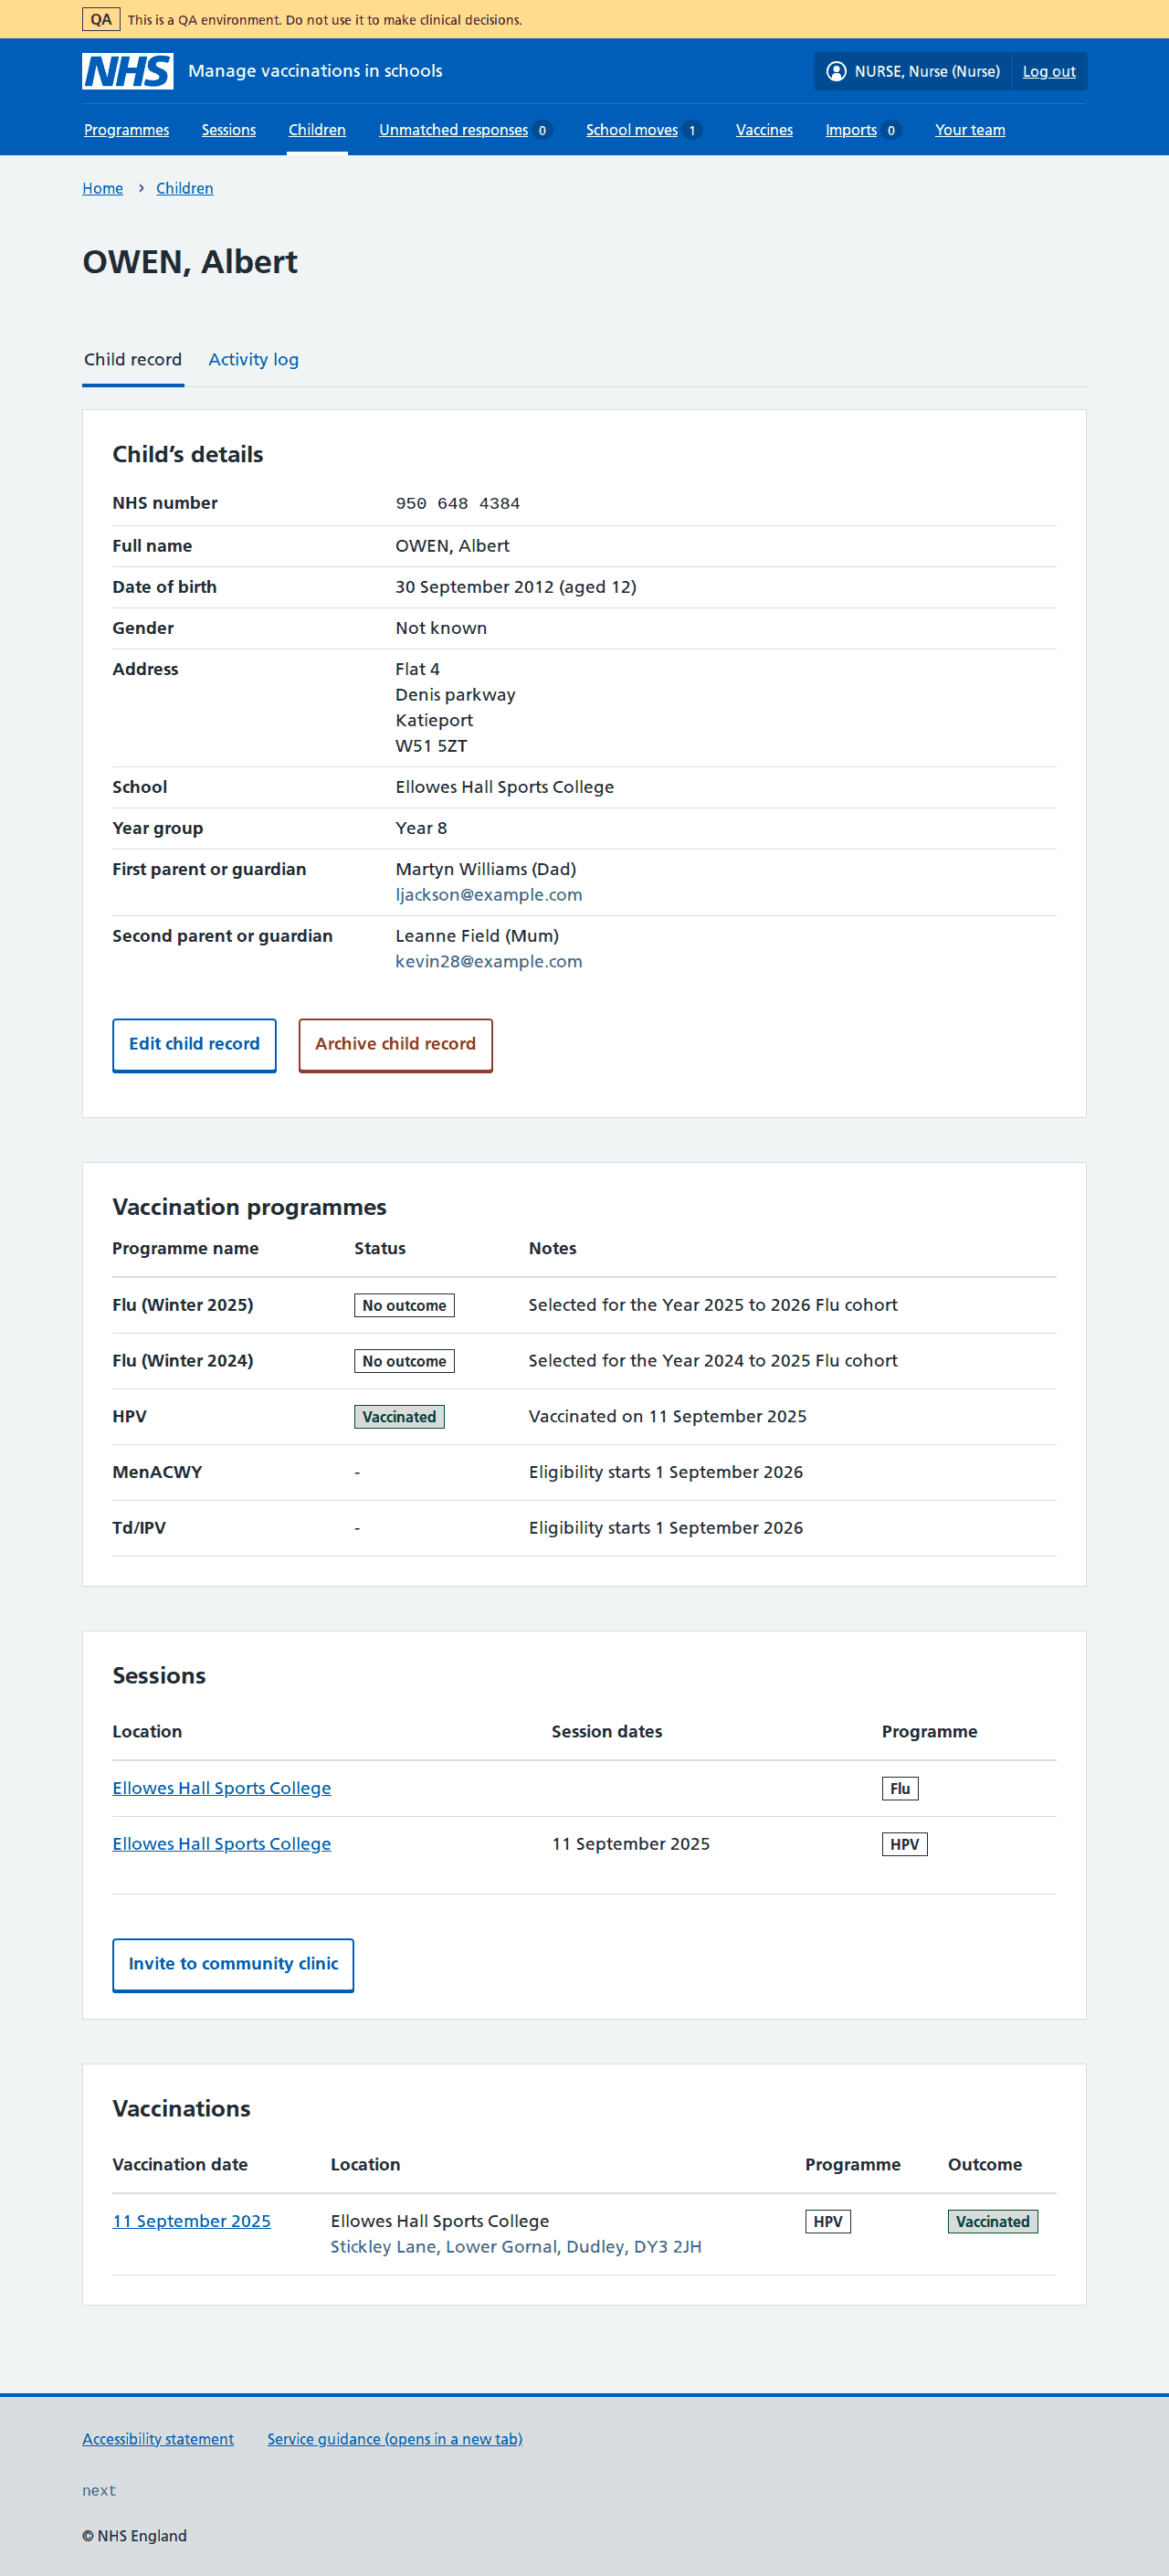 QA This is a QA environment. Do not use it to make clinical decisions.
NHS Manage vaccinations in schools NURSE, Nurse (Nurse) Log out
Programmes Sessions Children Unmatched responses 0 School moves 1 Vaccines Imports 0 Your team
Home › Children
OWEN, Albert
Child record Activity log
Child’s details
NHS number 950 648 4384
Full name OWEN, Albert
Date of birth 30 September 2012 (aged 12)
Gender Not known
Address Flat 4
Denis parkway
Katieport
W51 5ZT
School Ellowes Hall Sports College
Year group Year 8
First parent or guardian Martyn Williams (Dad)
ljackson@example.com
Second parent or guardian Leanne Field (Mum)
kevin28@example.com
Edit child record Archive child record
Vaccination programmes
Programme name Status Notes
Flu (Winter 2025) No outcome Selected for the Year 2025 to 2026 Flu cohort
Flu (Winter 2024) No outcome Selected for the Year 2024 to 2025 Flu cohort
HPV Vaccinated Vaccinated on 11 September 2025
MenACWY - Eligibility starts 1 September 2026
Td/IPV - Eligibility starts 1 September 2026
Sessions
Location Session dates Programme
Ellowes Hall Sports College Flu
Ellowes Hall Sports College 11 September 2025 HPV
Invite to community clinic
Vaccinations
Vaccination date Location Programme Outcome
11 September 2025 Ellowes Hall Sports College HPV Vaccinated
Stickley Lane, Lower Gornal, Dudley, DY3 2JH
Accessibility statement Service guidance (opens in a new tab)
next
© NHS England